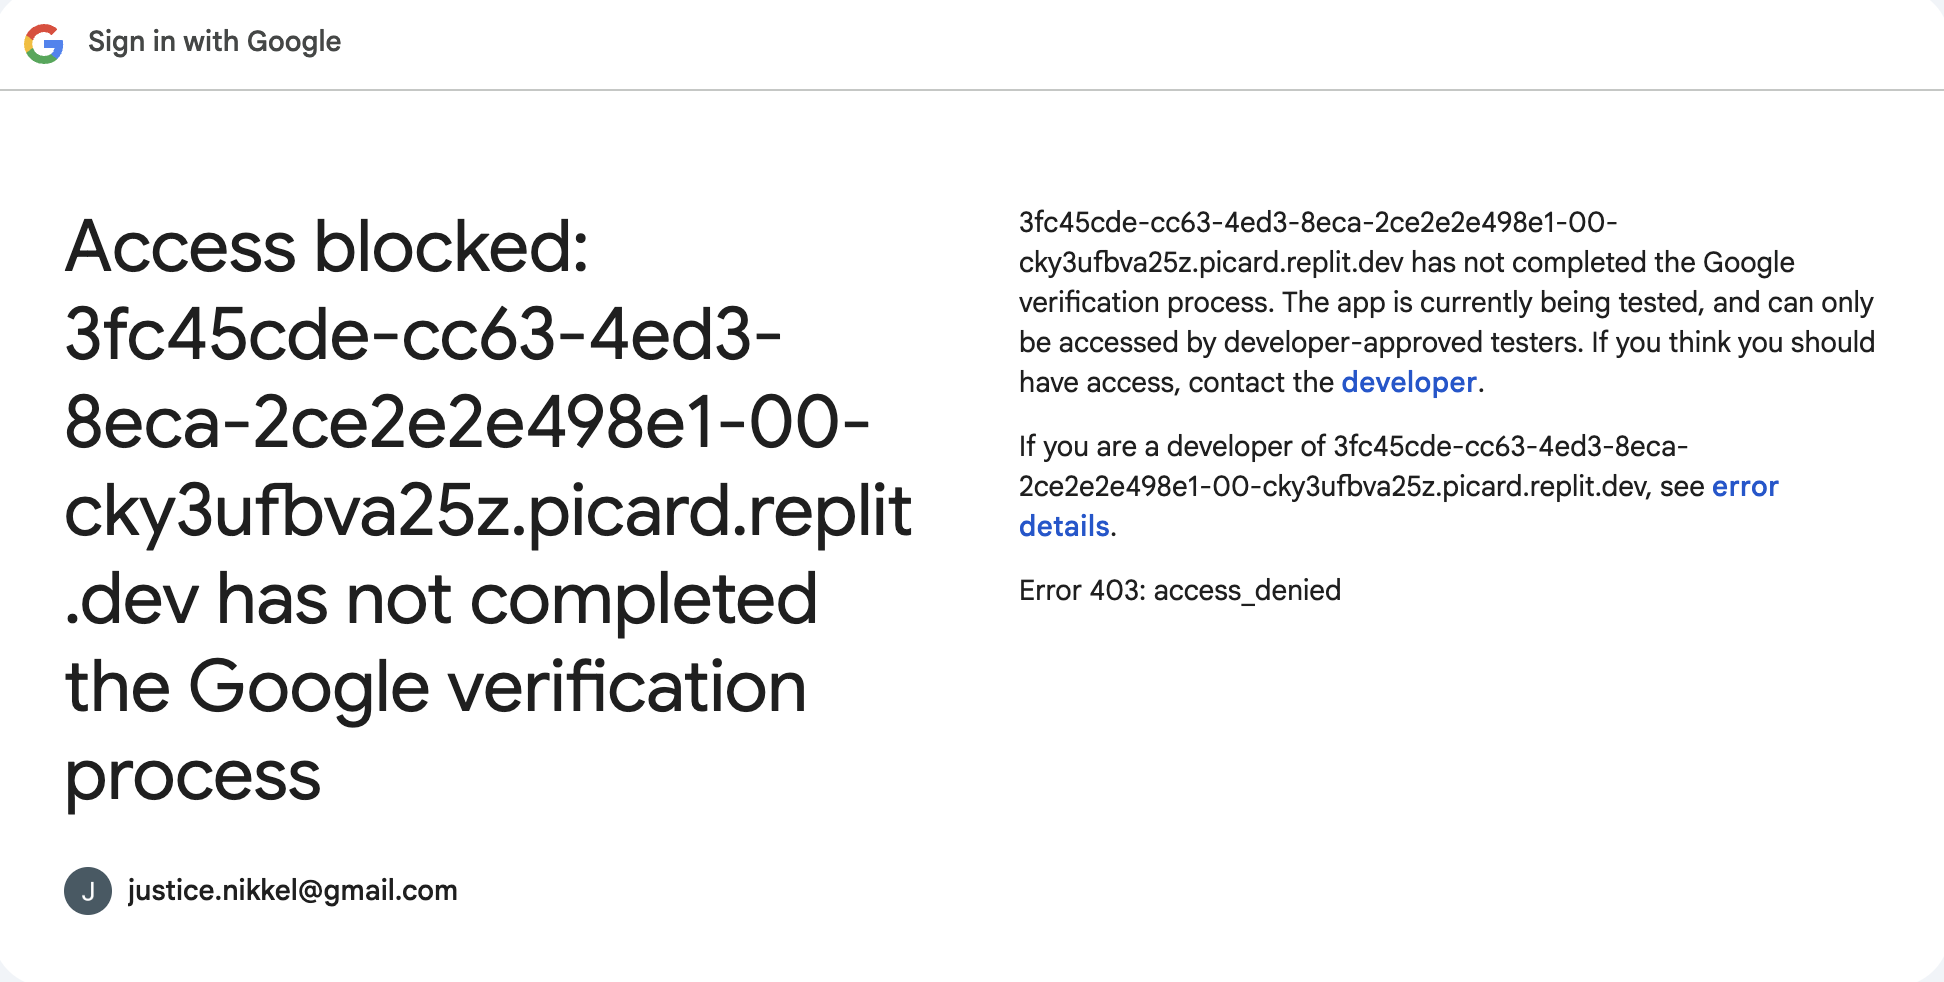 Sign in with Google
Access blocked:
3fc45cde-cc63-4ed3-
8eca-2ce2e2e498e1-00-
cky3ufbva25z.picard.replit
.dev has not completed
the Google verification
process
J
justice.nikkel@gmail.com
3fc45cde-cc63-4ed3-8eca-2ce2e2e498e1-00-
cky3ufbva25z.picard.replit.dev has not completed the Google
verification process. The app is currently being tested, and can only
be accessed by developer-approved testers. If you think you should
have access, contact the developer.
If you are a developer of 3fc45cde-cc63-4ed3-8eca-
2ce2e2e498e1-00-cky3ufbva25z.picard.replit.dev, see error
details.
Error 403: access_denied